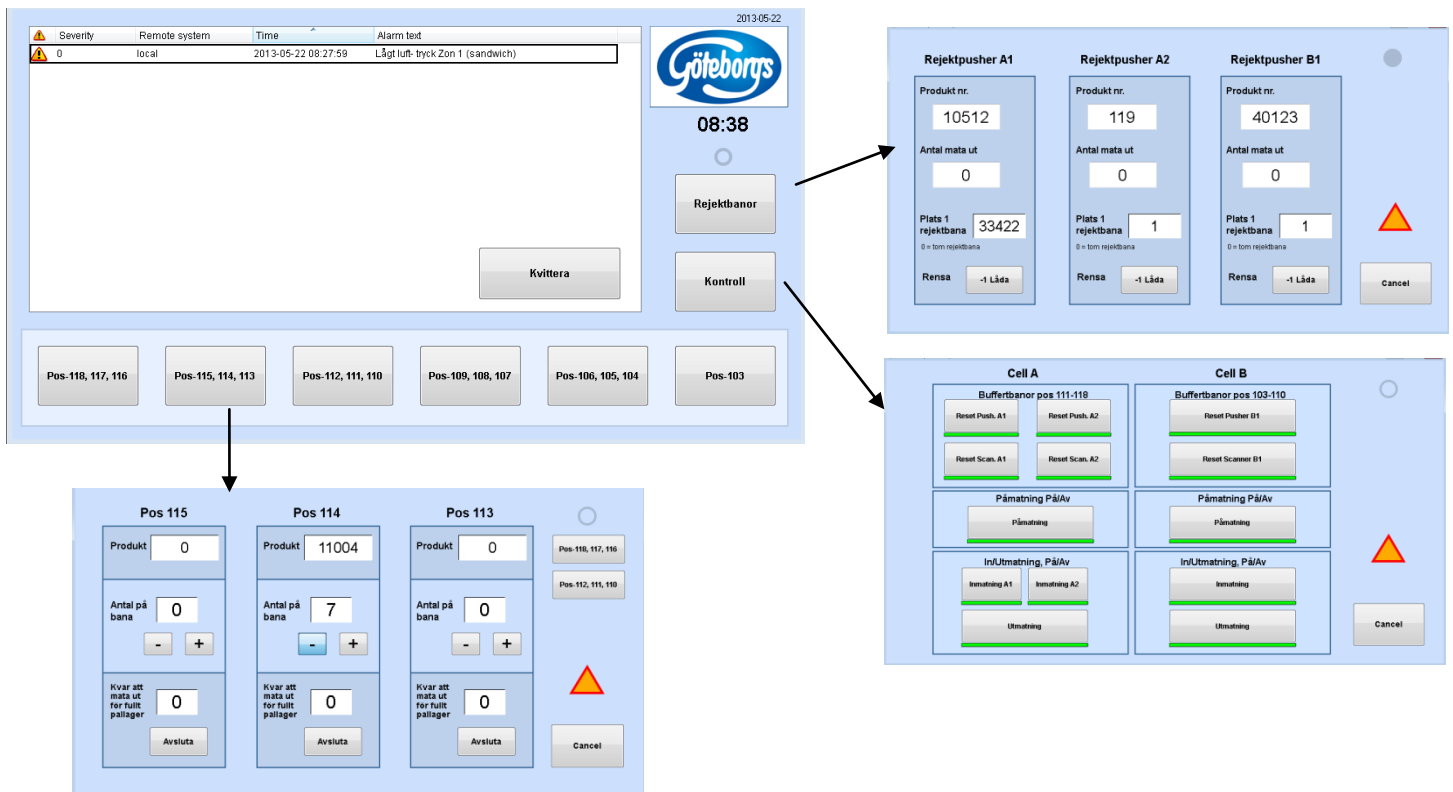 2013-05-22
Severity Remote system Time Alarm text
0 local 2013-05-22 08:27:59 Lågt luft- tryck Zon 1 (sandwich)
Göteborgs
08:38
Rejektbanor
Kvittera
Kontroll
Pos-118, 117, 116
Pos-115, 114, 113
Pos-112, 111, 110
Pos-109, 108, 107
Pos-106, 105, 104
Pos-103
Rejektpusher A1
Produkt nr.
10512
Antal mata ut
0
Plats 1
rejektbana 33422
0 = tom rejektbana
Rensa -1 Låda
Rejektpusher A2
Produkt nr.
119
Antal mata ut
0
Plats 1
rejektbana 1
0 = tom rejektbana
Rensa -1 Låda
Rejektpusher B1
Produkt nr.
40123
Antal mata ut
0
Plats 1
rejektbana 1
0 = tom rejektbana
Rensa -1 Låda
Cancel
Cell A
Buffertbanor pos 111-118
Reset Push. A1 Reset Push. A2
Reset Scan. A1 Reset Scan. A2
Påmatning På/Av
Påmatning
In/Utmatning, På/Av
Inmatning A1 Inmatning A2
Utmatning
Cell B
Buffertbanor pos 103-110
Reset Pusher B1
Reset Scanner B1
Påmatning På/Av
Påmatning
In/Utmatning, På/Av
Inmatning
Utmatning
Cancel
Pos 115
Produkt 0
Antal på
bana 0
- +
Kvar att
mata ut
for fullt
pallager 0
Avsluta
Pos 114
Produkt 11004
Antal på
bana 7
- +
Kvar att
mata ut
for fullt
pallager 0
Avsluta
Pos 113
Produkt 0
Antal på
bana 0
- +
Kvar att
mata ut
for fullt
pallager 0
Avsluta
Pos-118, 117, 116
Pos-112, 111, 110
Cancel